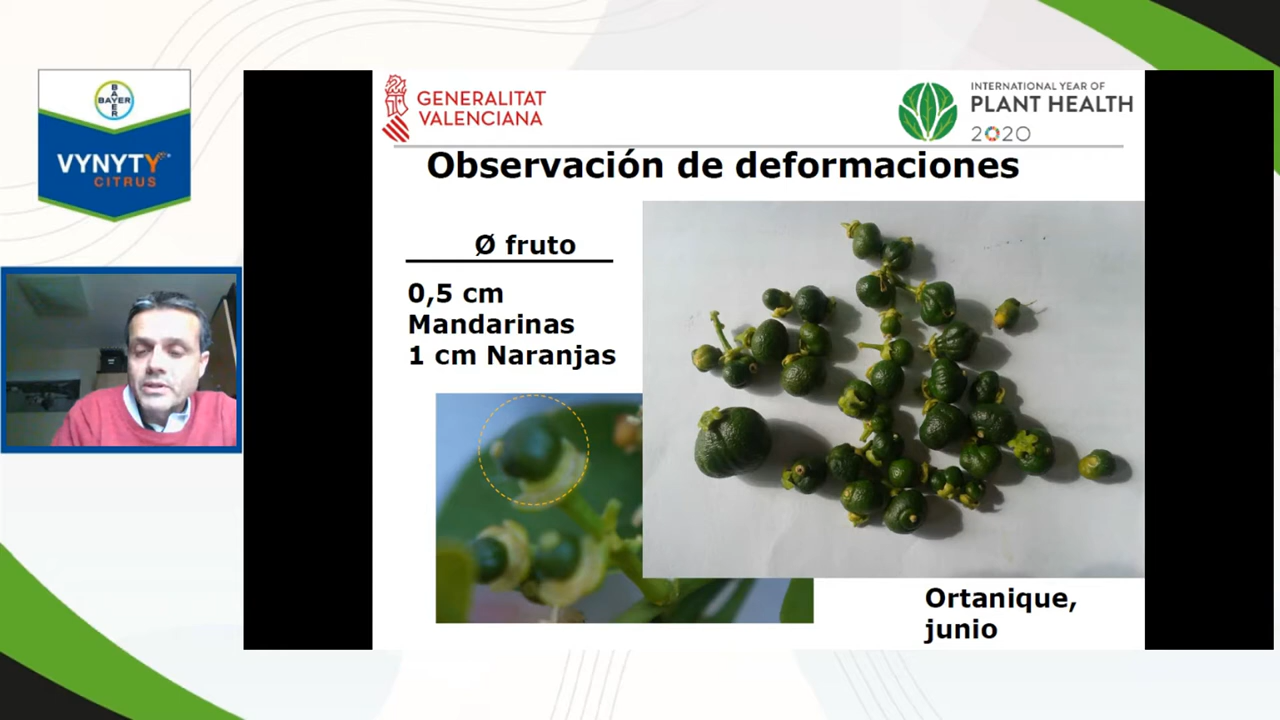 BAYER
BAYER
VYNYTY
CITRUS
GENERALITAT
VALENCIANA
INTERNATIONAL YEAR OF
PLANT HEALTH
2020
Observación de deformaciones
Ø fruto
0,5 cm
Mandarinas
1 cm Naranjas
Ortanique,
junio